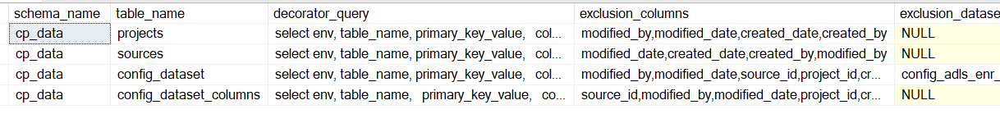 schema_name table_name decorator_query exclusion_columns exclusion_datase
cp_data projects select env, table_name, primary_key_value, col... modified_by,modified_date,created_date,created_by NULL
cp_data sources select env, table_name, primary_key_value, col... modified_date,created_date,created_by,modified_by NULL
cp_data config_dataset select env, table_name, primary_key_value, col... modified_by,modified_date,source_id,project_id,cr... config_adls_enr_
cp_data config_dataset_columns select env, table_name, primary_key_value, co... source_id,modified_by,modified_date,project_id,cr... NULL